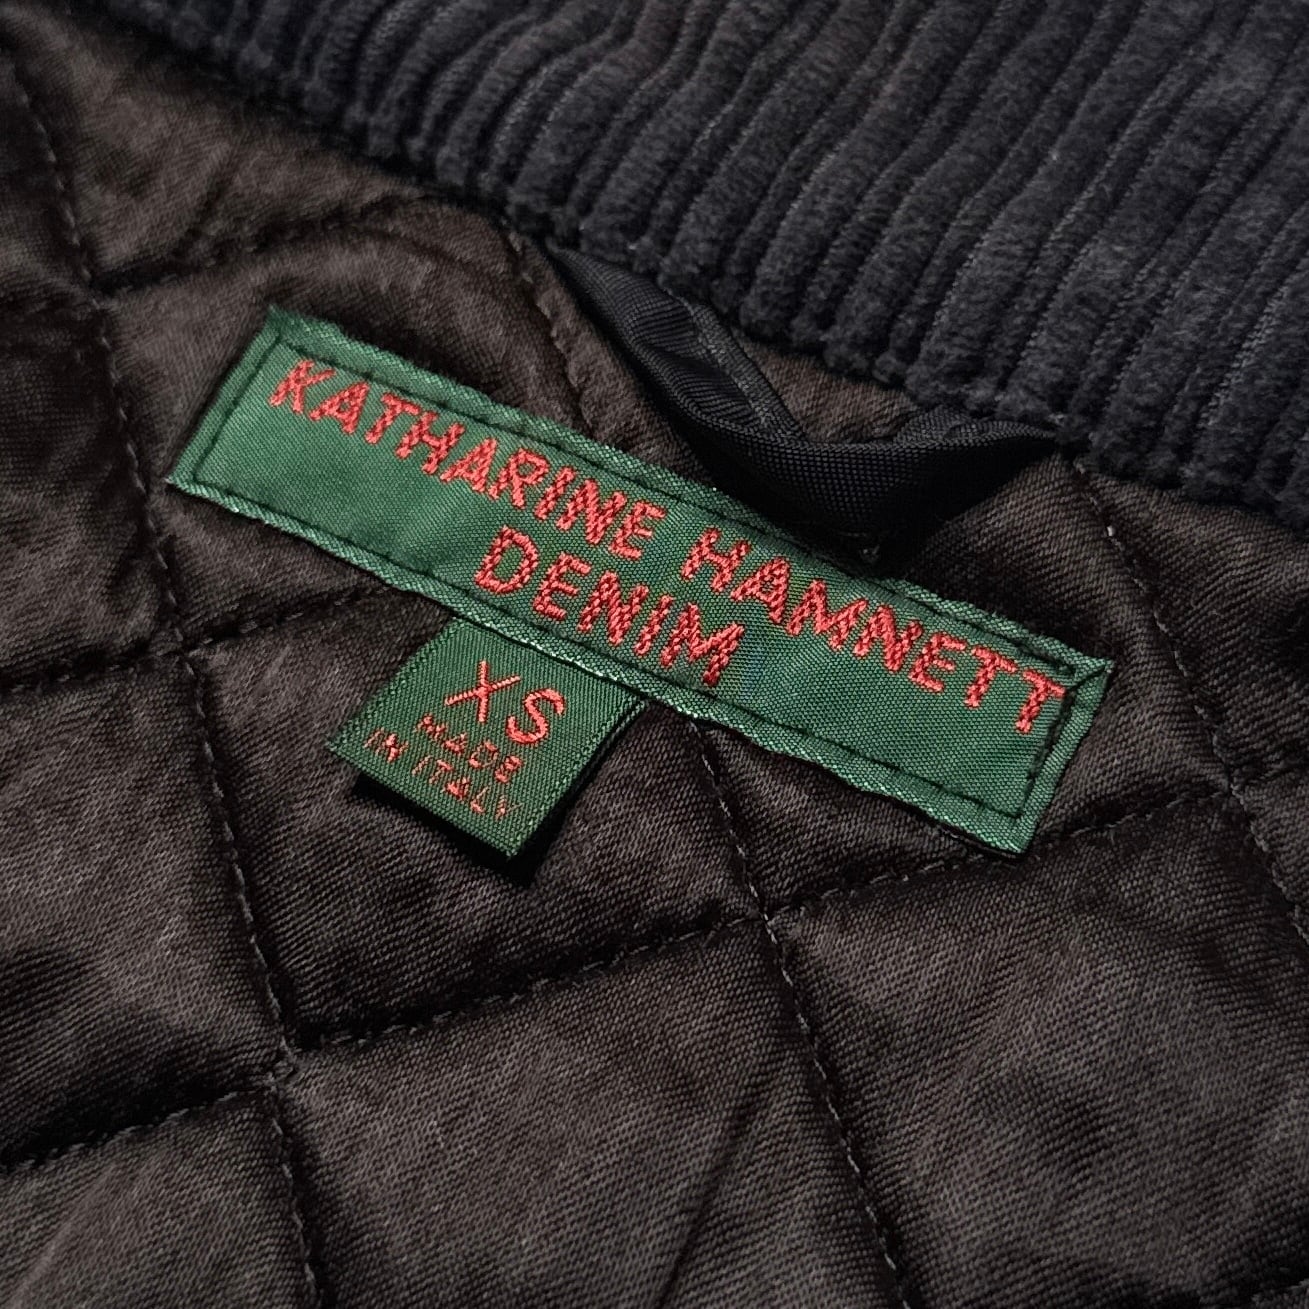 KATHARINE HAMNETT
DENIM
XS
MADE
IN ITALY